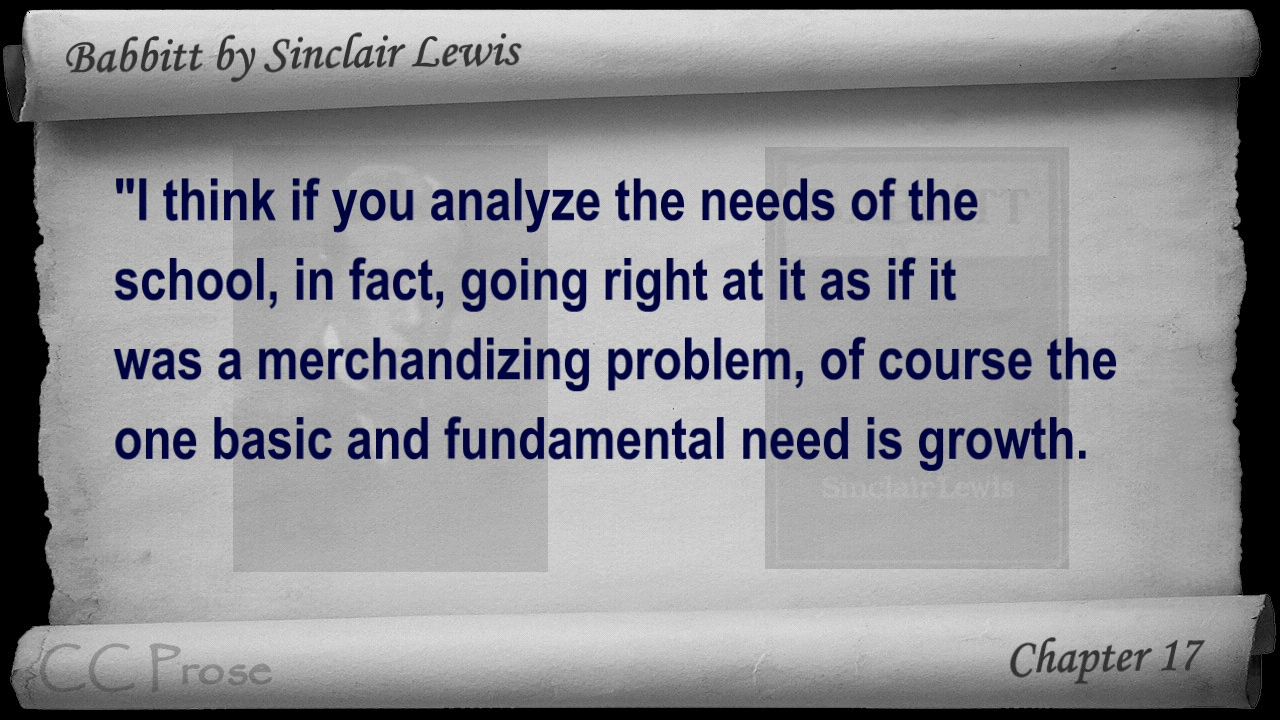 Babbitt by Sinclair Lewis
"I think if you analyze the needs of the
school, in fact, going right at it as if it
was a merchandizing problem, of course the
one basic and fundamental need is growth.
Sinclair Lewis
CC Prose
Chapter 17